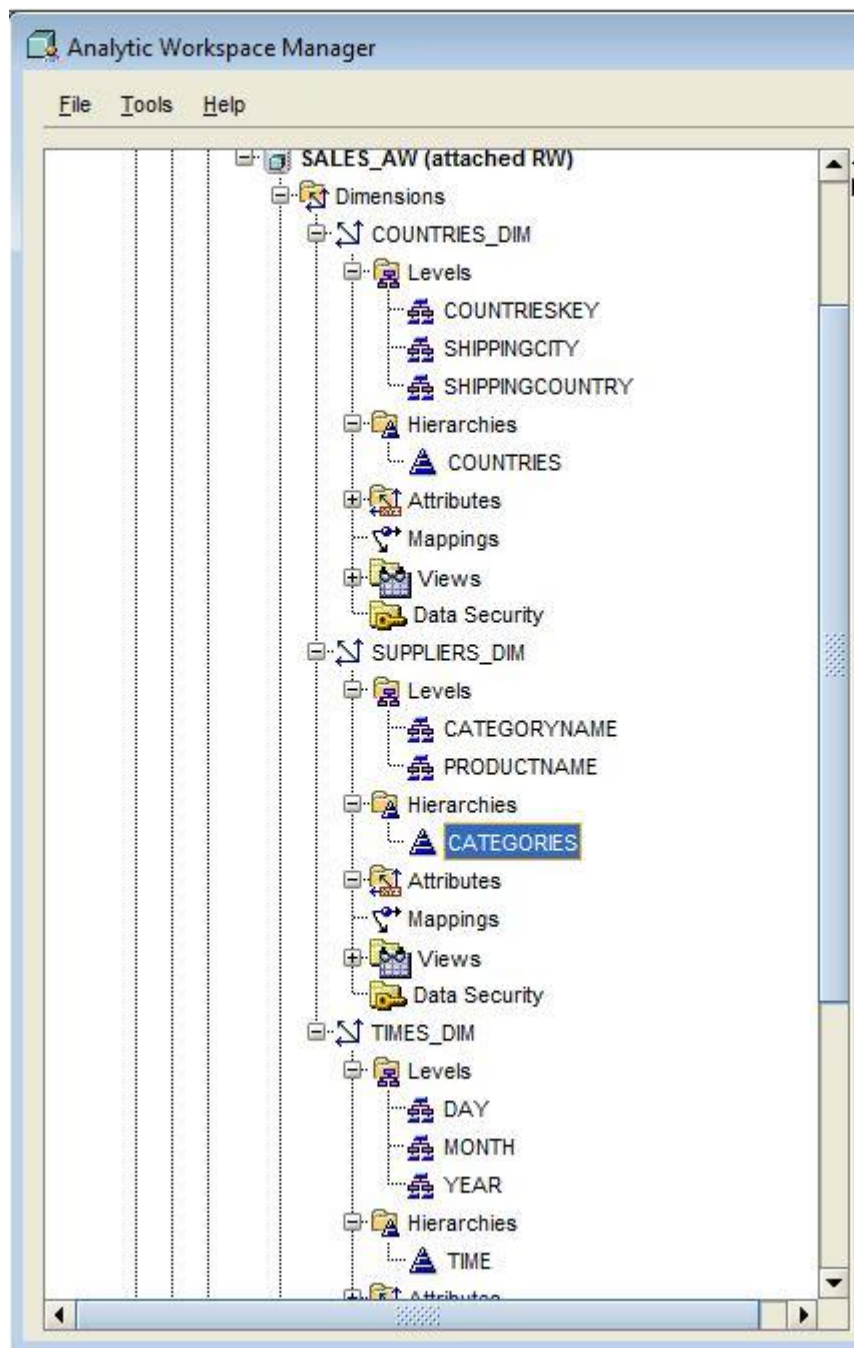 Analytic Workspace Manager
File Tools Help
SALES_AW (attached RW)
Dimensions
COUNTRIES_DIM
Levels
COUNTRIESKEY
SHIPPINGCITY
SHIPPINGCOUNTRY
Hierarchies
COUNTRIES
Attributes
Mappings
Views
Data Security
SUPPLIERS_DIM
Levels
CATEGORYNAME
PRODUCTNAME
Hierarchies
CATEGORIES
Attributes
Mappings
Views
Data Security
TIMES_DIM
Levels
DAY
MONTH
YEAR
Hierarchies
TIME
Attributes